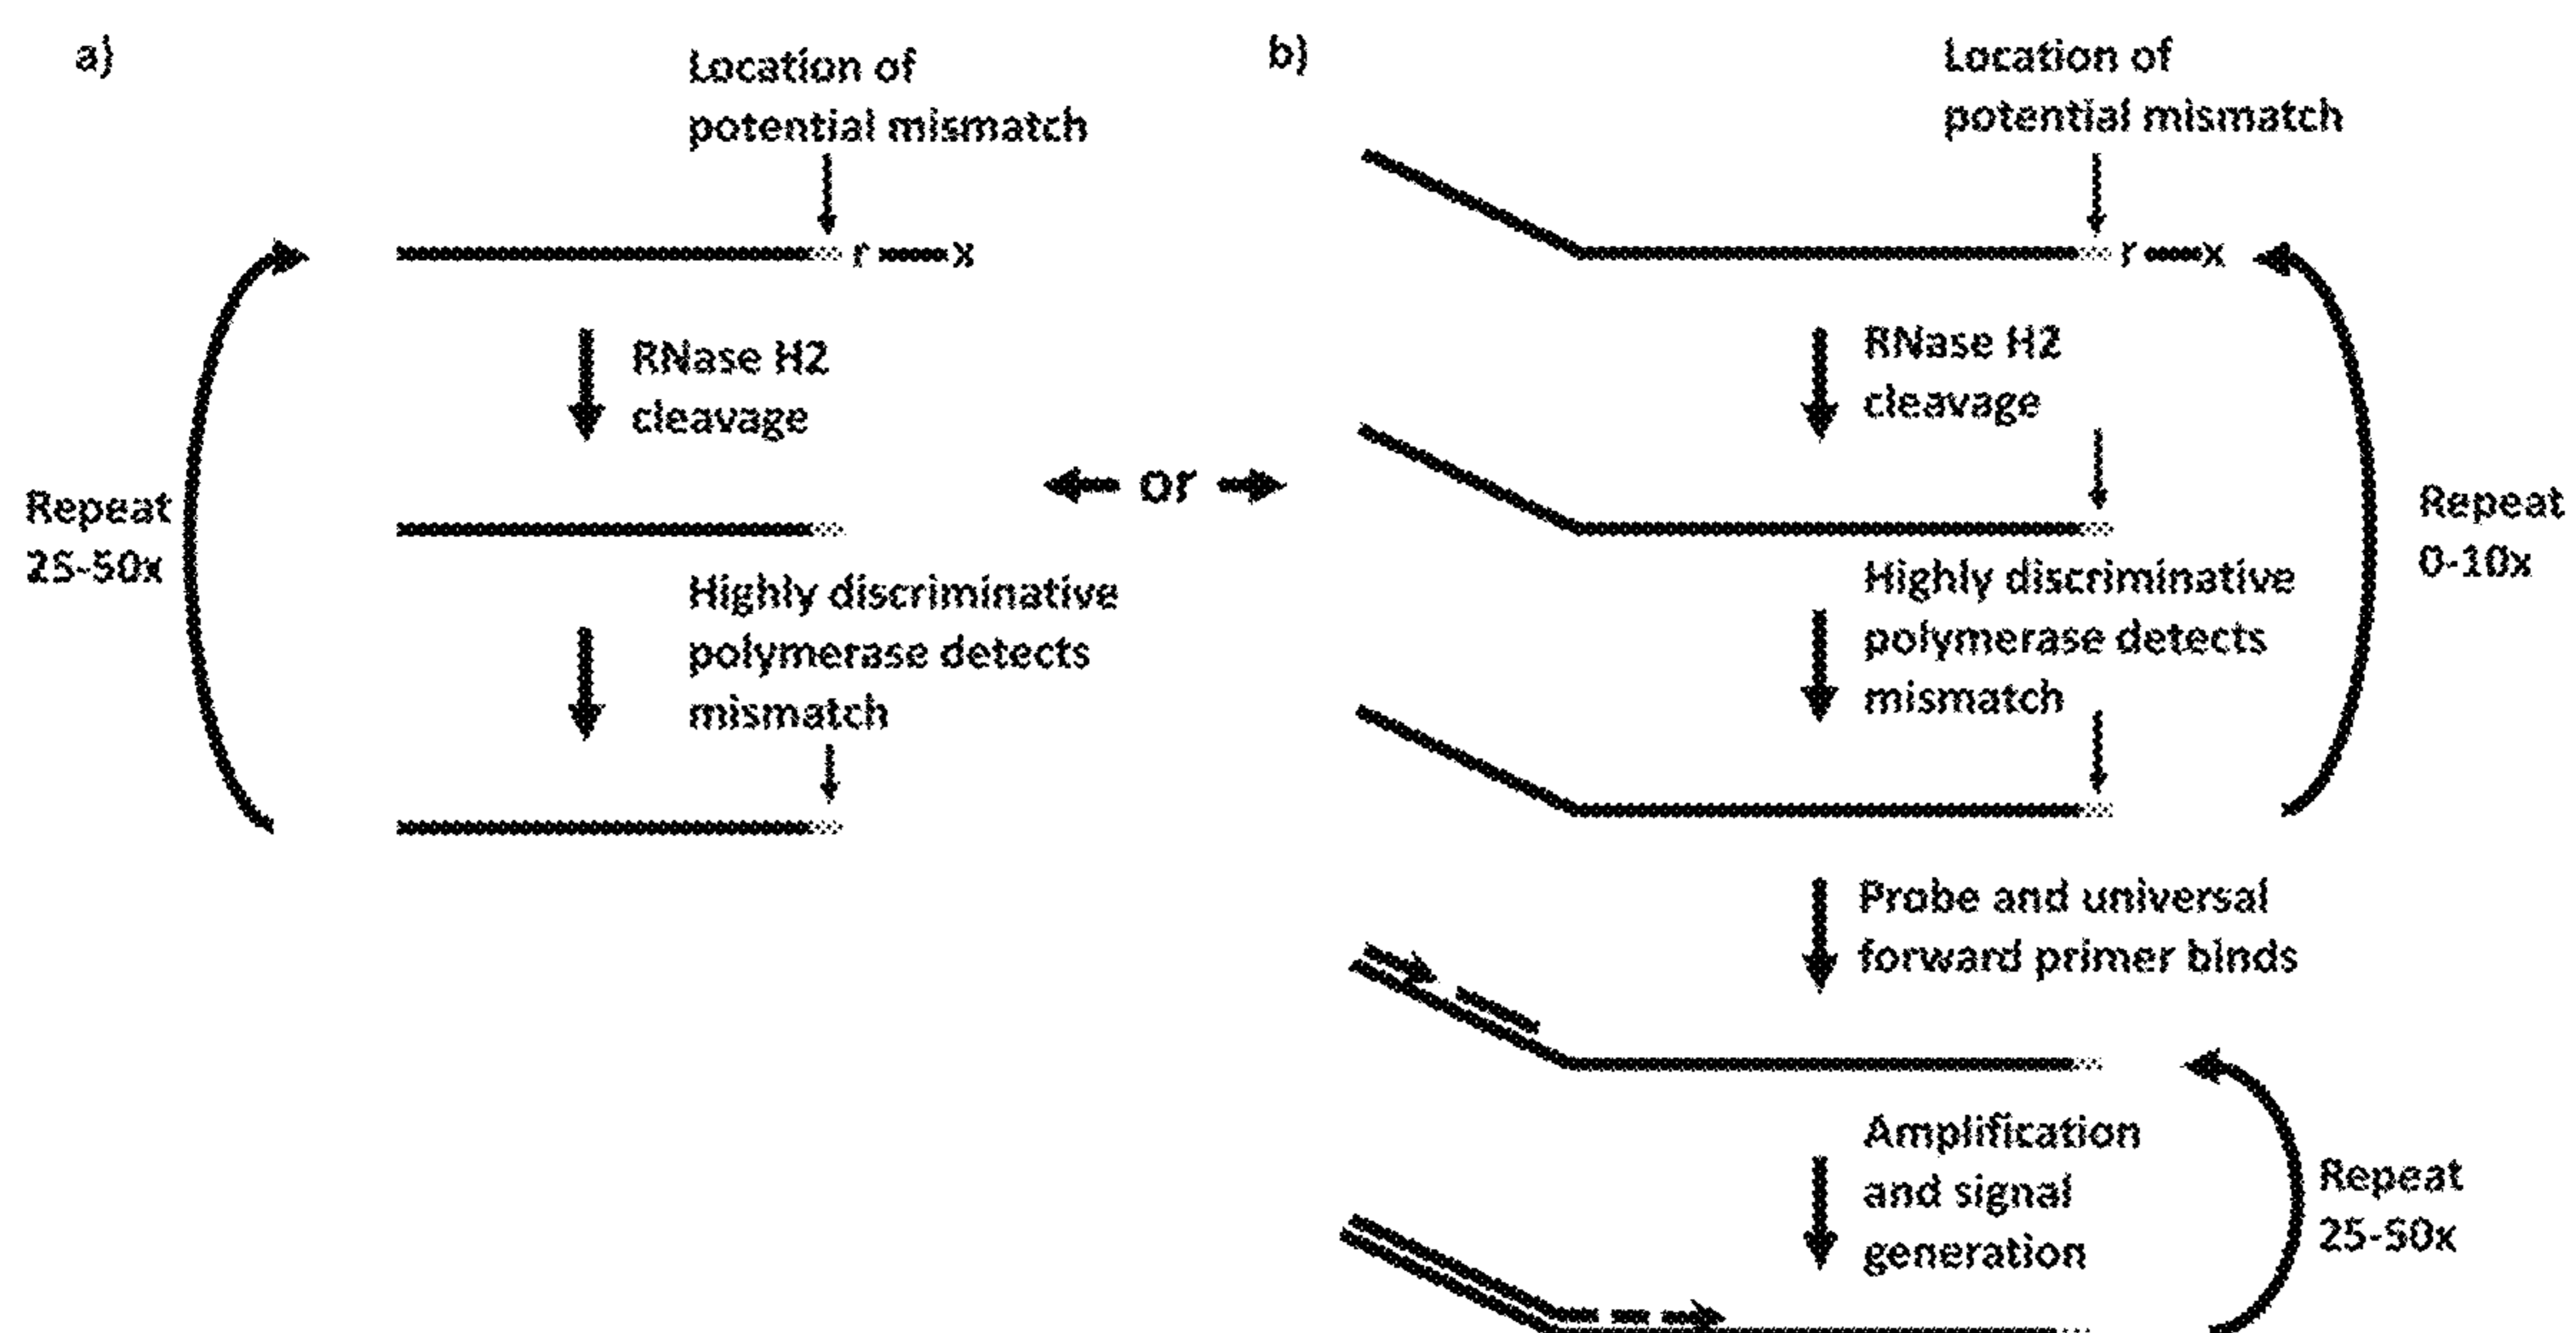 a)
Location of
potential mismatch
r x
RNase H2
cleavage
Repeat
25-50x
Highly discriminative
polymerase detects
mismatch
or
b)
Location of
potential mismatch
r x
RNase H2
cleavage
Repeat
0-10x
Highly discriminative
polymerase detects
mismatch
Probe and universal
forward primer binds
Amplification
and signal
generation
Repeat
25-50x